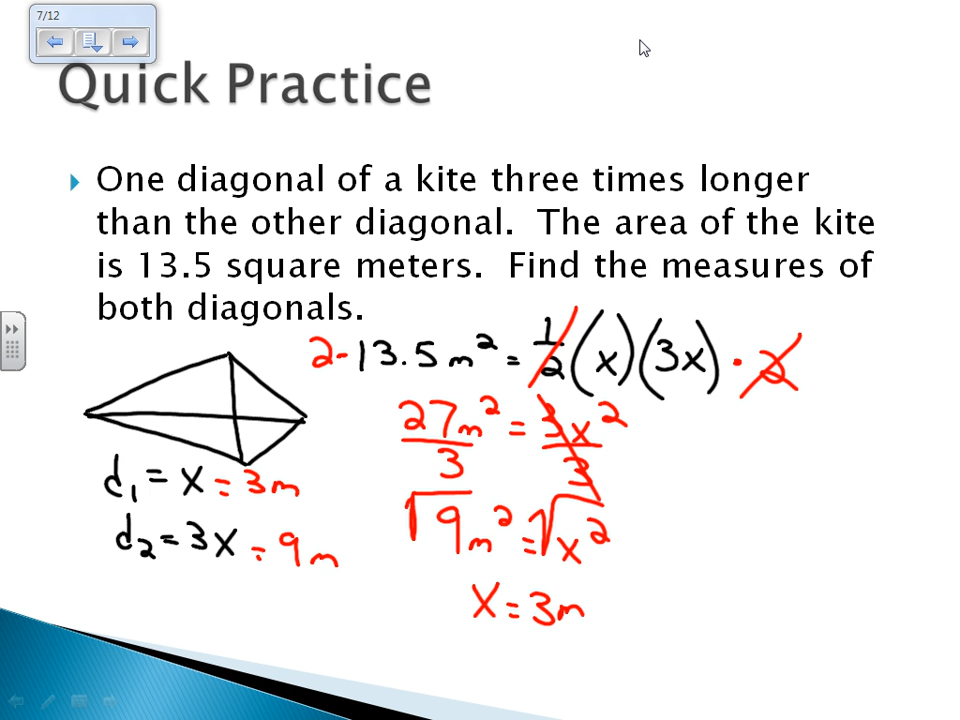 7/12
Quick Practice
One diagonal of a kite three times longer
than the other diagonal. The area of the kite
is 13.5 square meters. Find the measures of
both diagonals.
2·13.5m²=½(x)(3x)·2
27m²/3=3x²/3
d₁=x=3m
√9m²=√x²
d₂=3x=9m
x=3m